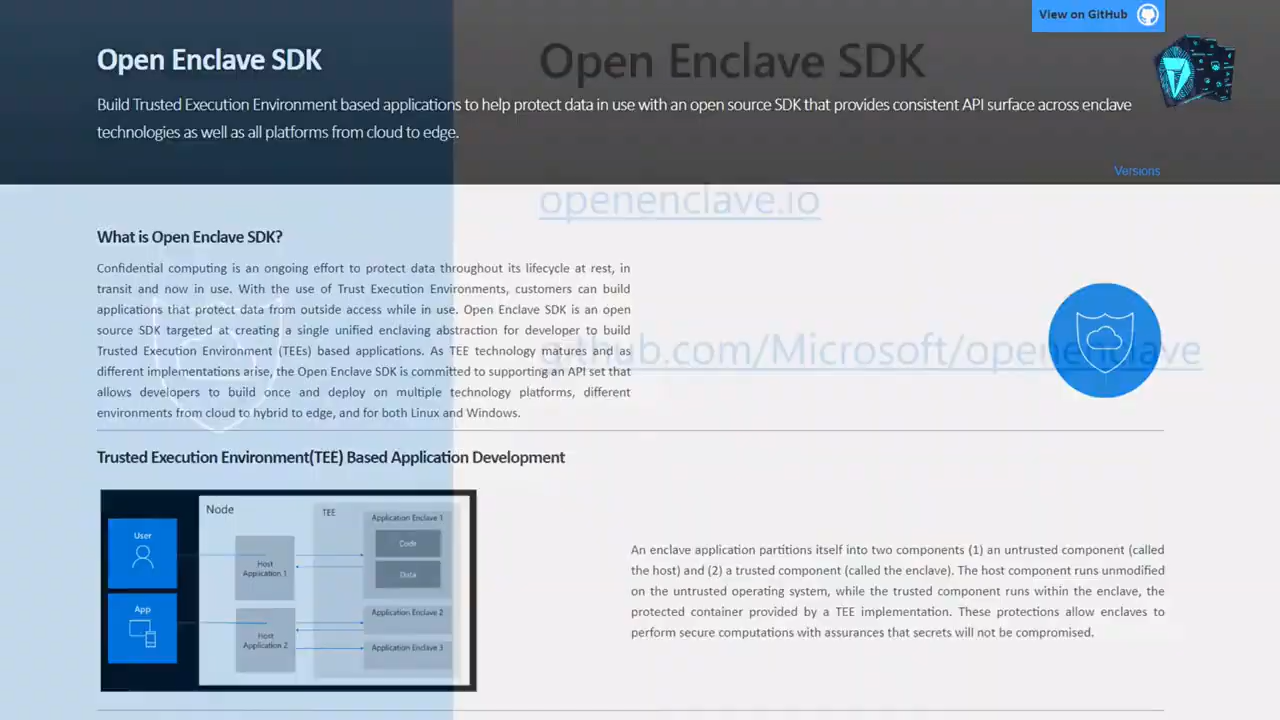 View on GitHub
Open Enclave SDK
Open Enclave SDK
Build Trusted Execution Environment based applications to help protect data in use with an open source SDK that provides consistent API surface across enclave
technologies as well as all platforms from cloud to edge.
Versions
openenclave.io
What is Open Enclave SDK?
Confidential computing is an ongoing effort to protect data throughout its lifecycle at rest, in
transit and now in use. With the use of Trust Execution Environments, customers can build
applications that protect data from outside access while in use. Open Enclave SDK is an open
source SDK targeted at creating a single unified enclaving abstraction for developer to build
Trusted Execution Environment (TEEs) based applications. As TEE technology matures and as
different implementations arise, the Open Enclave SDK is committed to supporting an API set that
allows developers to build once and deploy on multiple technology platforms, different
environments from cloud to hybrid to edge, and for both Linux and Windows.
github.com/Microsoft/openenclave
Trusted Execution Environment(TEE) Based Application Development
Node
TEE
User
App
Host
Application 1
Host
Application 2
Application Enclave 1
Code
Data
Application Enclave 2
Application Enclave 3
An enclave application partitions itself into two components (1) an untrusted component (called
the host) and (2) a trusted component (called the enclave). The host component runs unmodified
on the untrusted operating system, while the trusted component runs within the enclave, the
protected container provided by a TEE implementation. These protections allow enclaves to
perform secure computations with assurances that secrets will not be compromised.